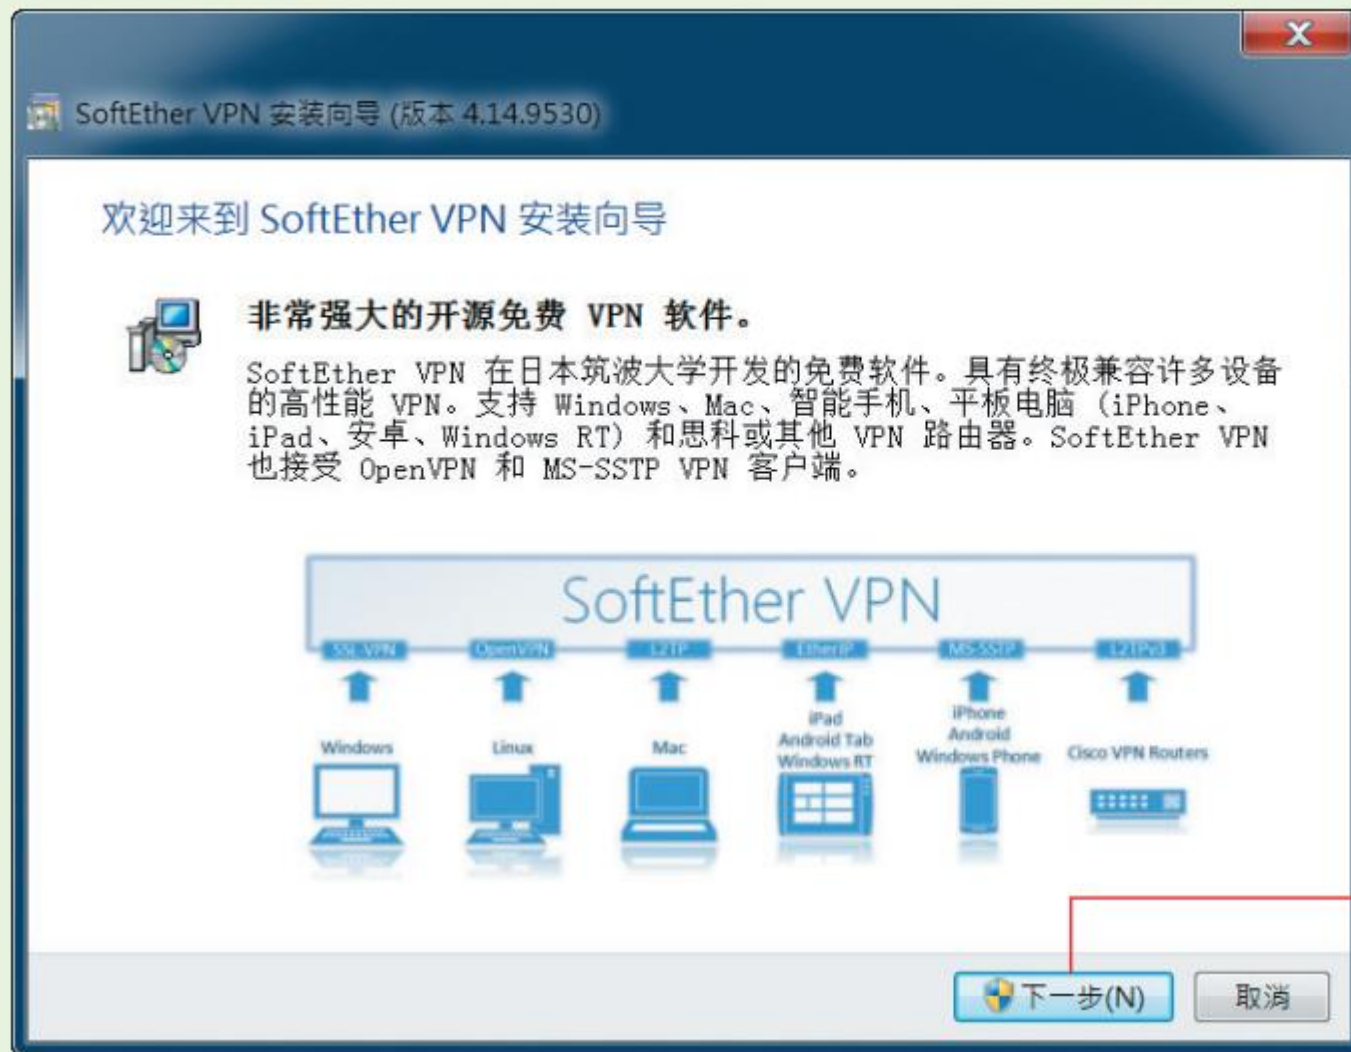 SoftEther VPN 安装向导 (版本 4.14.9530)
欢迎来到 SoftEther VPN 安装向导
非常强大的开源免费 VPN 软件。
SoftEther VPN 在日本筑波大学开发的免费软件。具有终极兼容许多设备
的高性能 VPN。支持 Windows、Mac、智能手机、平板电脑 (iPhone、
iPad、安卓、Windows RT) 和思科或其他 VPN 路由器。SoftEther VPN
也接受 OpenVPN 和 MS-SSTP VPN 客户端。
SoftEther VPN
SSL-VPN OpenVPN L2TP EtherIP MS-SSTP L2TPv3
Windows
Linux
Mac
iPad
Android Tab
Windows RT
iPhone
Android
Windows Phone
Cisco VPN Routers
下一步(N) 取消